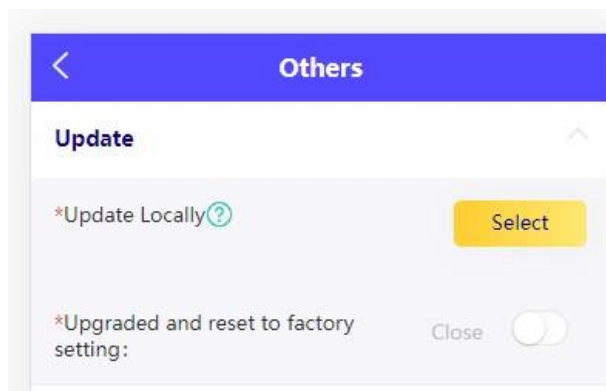 Others
Update
*Update Locally?
Select
*Upgraded and reset to factory
setting:
Close